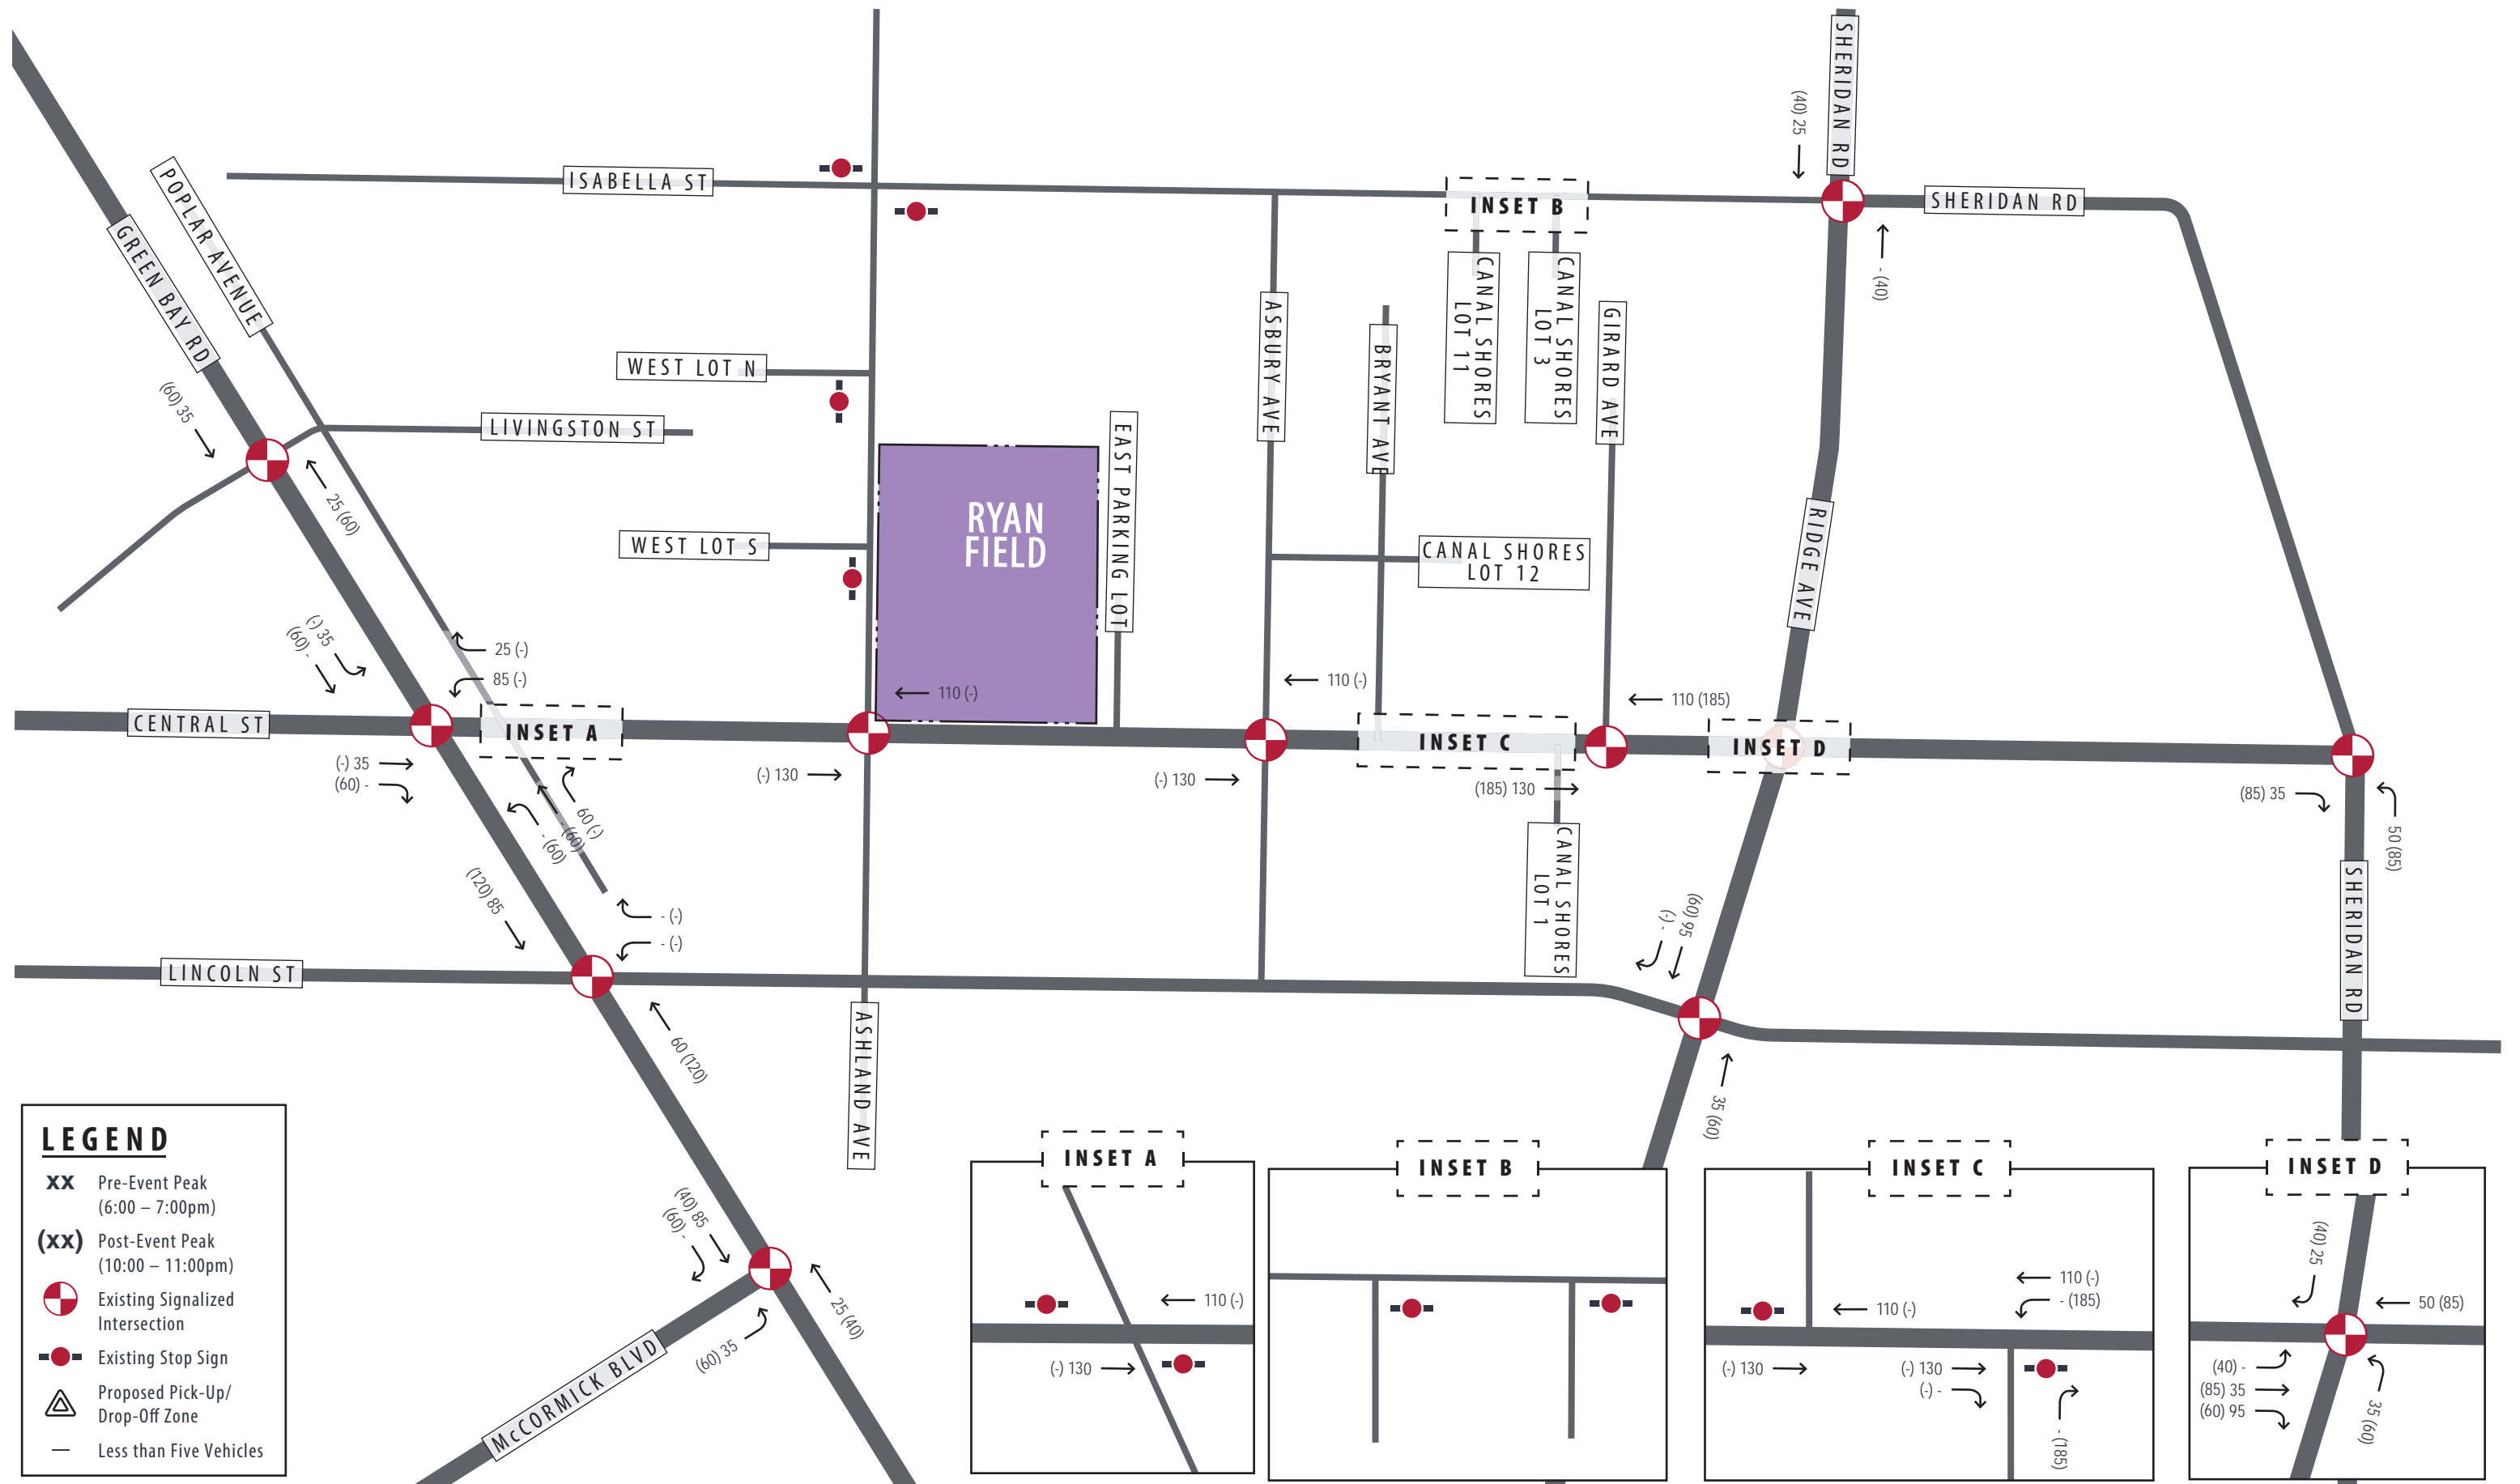 SHERIDAN RD
(40) 25
ISABELLA ST
INSET B
SHERIDAN RD
- (40)
POPLAR AVENUE
GREEN BAY RD
CANAL SHORES
LOT 11
CANAL SHORES
LOT 3
ASBURY AVE
BRYANT AVE
GIRARD AVE
WEST LOT N
(60) 35
LIVINGSTON ST
25 (60)
EAST PARKING LOT
RYAN
FIELD
WEST LOT S
CANAL SHORES
LOT 12
RIDGE AVE
(-) 35
(60) -
25 (-)
85 (-)
110 (-)
110 (-)
110 (185)
CENTRAL ST
INSET A
INSET C
INSET D
(-) 35
(60) -
(-) 130
(-) 130
(185) 130
(85) 35
50 (85)
60 (-)
- (60)
- (60)
(120) 85
- (-)
- (-)
CANAL SHORES
LOT 1
(60) 95
(-) -
SHERIDAN RD
LINCOLN ST
60 (120)
ASHLAND AVE
35 (60)
(40) 85
(60) -
25 (40)
(60) 35
McCORMICK BLVD
LEGEND
XX Pre-Event Peak
(6:00 – 7:00pm)
(XX) Post-Event Peak
(10:00 – 11:00pm)
Existing Signalized
Intersection
Existing Stop Sign
Proposed Pick-Up/
Drop-Off Zone
— Less than Five Vehicles
INSET A
110 (-)
(-) 130
INSET B
INSET C
110 (-)
- (185)
110 (-)
(-) 130
(-) 130
(-) -
- (185)
INSET D
(40) 25
50 (85)
(40) -
(85) 35
(60) 95
35 (60)